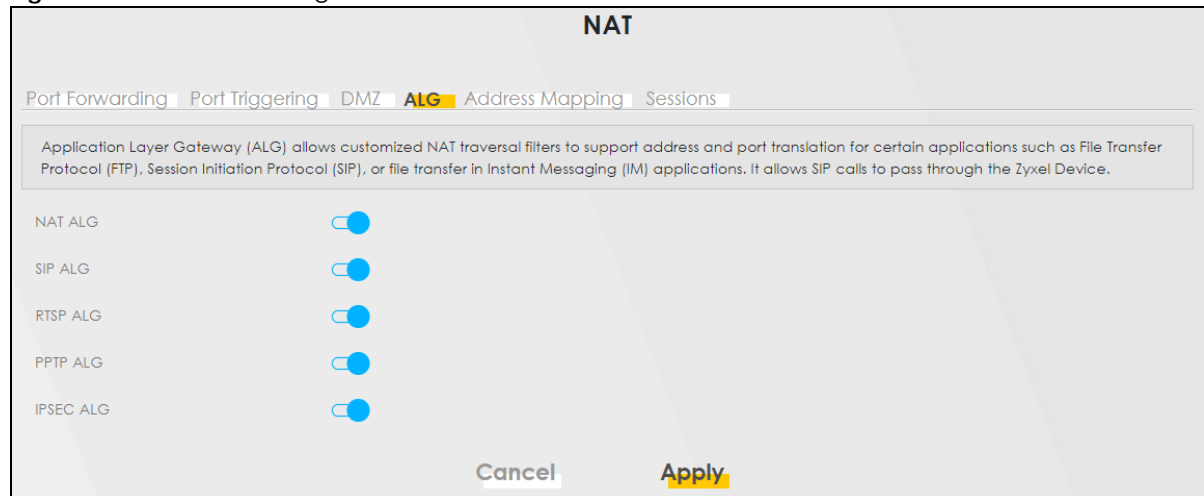 NAT
Port Forwarding Port Triggering DMZ ALG Address Mapping Sessions
Application Layer Gateway (ALG) allows customized NAT traversal filters to support address and port translation for certain applications such as File Transfer
Protocol (FTP), Session Initiation Protocol (SIP), or file transfer in Instant Messaging (IM) applications. It allows SIP calls to pass through the Zyxel Device.
NAT ALG
SIP ALG
RTSP ALG
PPTP ALG
IPSEC ALG
Cancel Apply